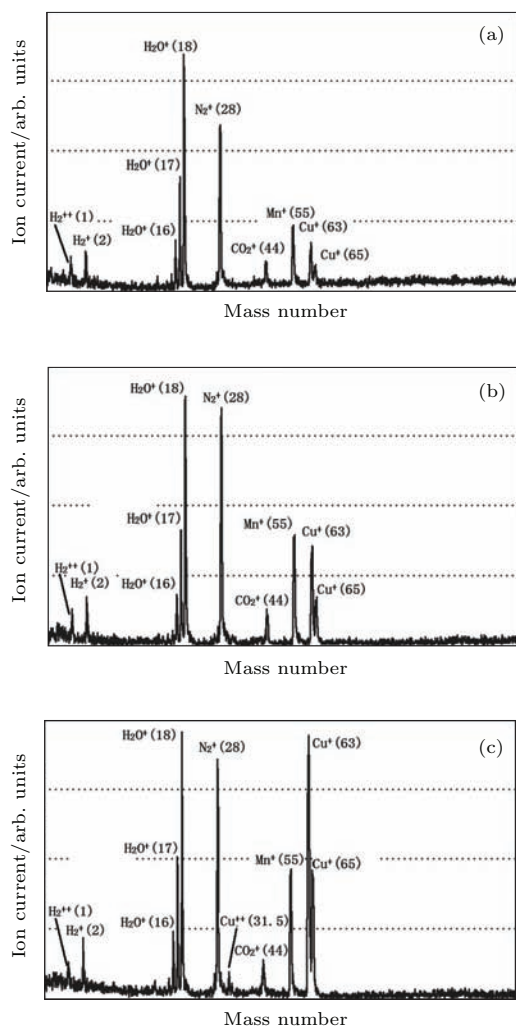 (a)
H₂O⁺(18)
N₂⁺(28)
H₂O⁺(17)
H₂⁺⁺(1)
H₂⁺(2)
H₂O⁺(16)
CO₂⁺(44)
Mn⁺(55)
Cu⁺(63)
Cu⁺(65)
Ion current/arb. units
Mass number
(b)
H₂O⁺(18)
N₂⁺(28)
H₂O⁺(17)
Mn⁺(55)
Cu⁺(63)
H₂⁺⁺(1)
H₂⁺(2)
H₂O⁺(16)
CO₂⁺(44)
Cu⁺(65)
Ion current/arb. units
Mass number
(c)
H₂O⁺(18)
N₂⁺(28)
Cu⁺(63)
H₂O⁺(17)
Mn⁺(55)
Cu⁺(65)
H₂⁺⁺(1)
H₂⁺(2)
H₂O⁺(16)
Cu⁺⁺(31.5)
CO₂⁺(44)
Ion current/arb. units
Mass number